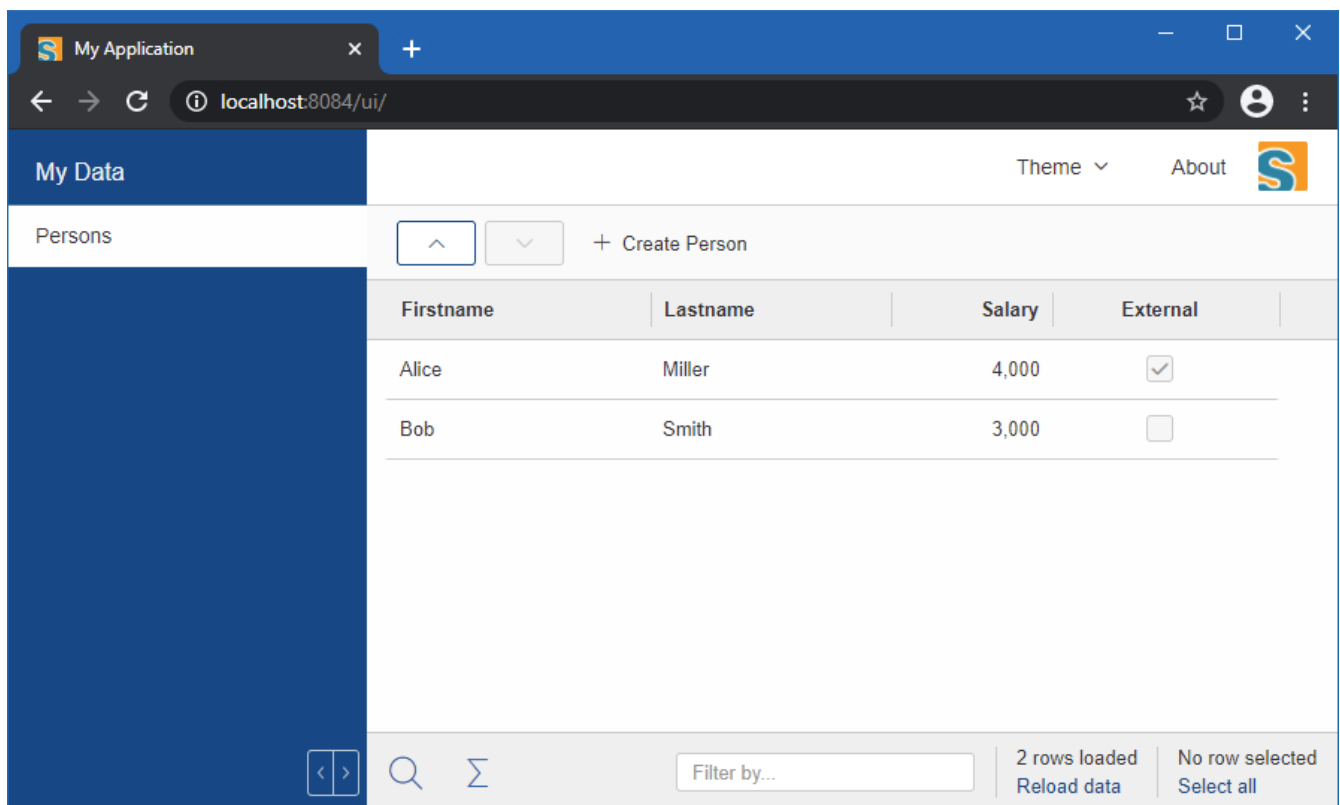 My Application
localhost:8084/ui/
My Data
Theme
About
Persons
Create Person
Firstname Lastname Salary External
Alice Miller 4,000
Bob Smith 3,000
Filter by...
2 rows loaded
Reload data
No row selected
Select all